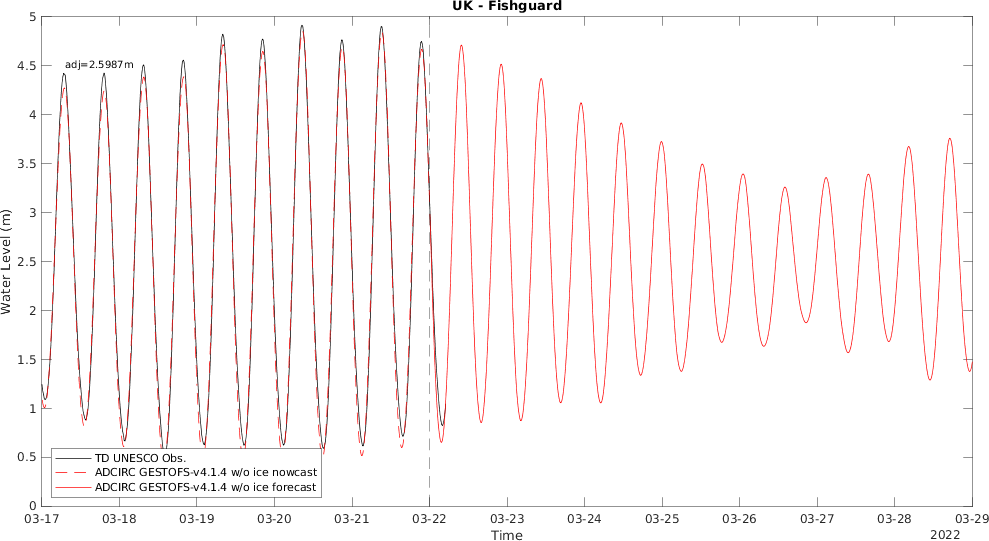 UK - Fishguard
adj=2.5987m
Water Level (m)
5
4.5
4
3.5
3
2.5
2
1.5
1
0.5
0
TD UNESCO Obs.
ADCIRC GESTOFS-v4.1.4 w/o ice nowcast
ADCIRC GESTOFS-v4.1.4 w/o ice forecast
03-17 03-18 03-19 03-20 03-21 03-22 03-23 03-24 03-25 03-26 03-27 03-28 03-29
Time
2022